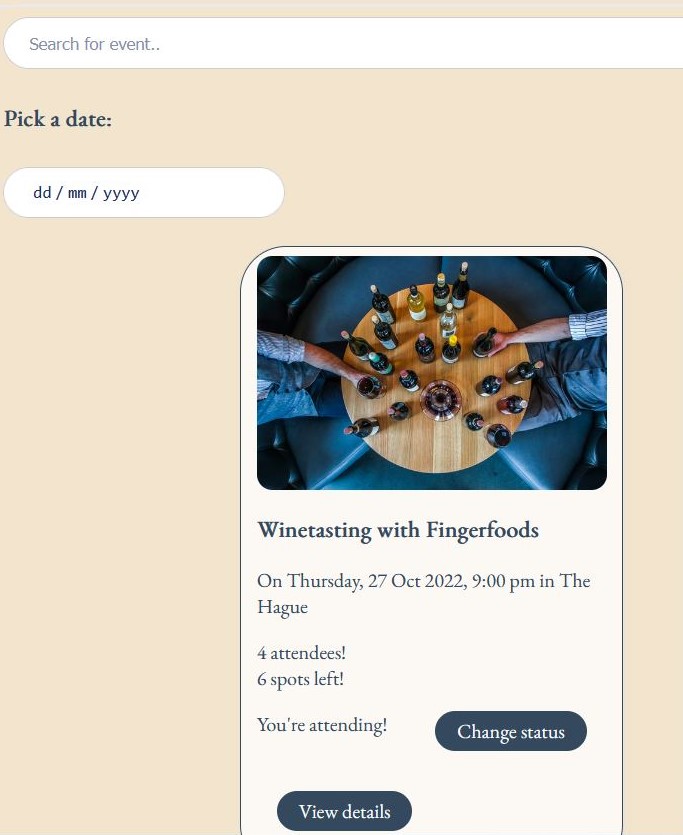 Search for event..
Pick a date:
dd / mm / yyyy
Winetasting with Fingerfoods
On Thursday, 27 Oct 2022, 9:00 pm in The
Hague
4 attendees!
6 spots left!
You're attending!
Change status
View details